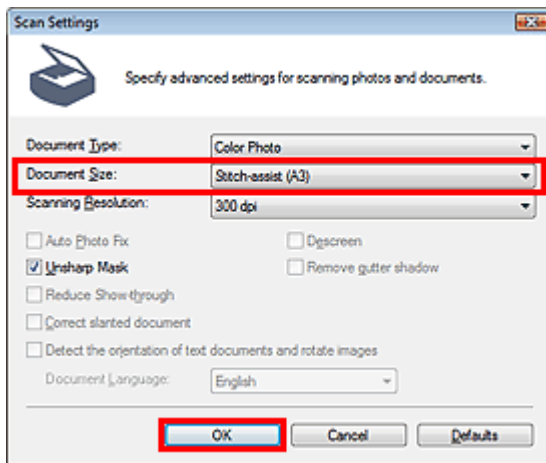 Scan Settings
Specify advanced settings for scanning photos and documents.
Document Type: Color Photo
Document Size: Stitch-assist (A3)
Scanning Resolution: 300 dpi
Auto Photo Fix Descreen
Unsharp Mask Remove gutter shadow
Reduce Show-through
Correct slanted document
Detect the orientation of text documents and rotate images
Document Language: English
OK Cancel Defaults